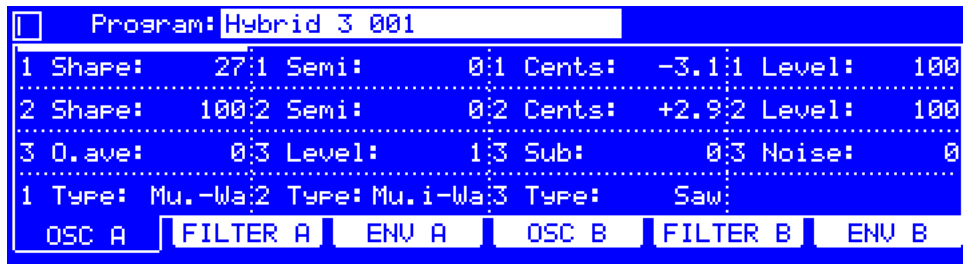 Program: Hybrid 3 001
1 Shape: 27 1 Semi: 0 1 Cents: -3.1 1 Level: 100
2 Shape: 100 2 Semi: 0 2 Cents: +2.9 2 Level: 100
3 O.ave: 0 3 Level: 1 3 Sub: 0 3 Noise: 0
1 Type: Mu.-Wa 2 Type: Mu.i-Wa 3 Type: Saw
OSC A FILTER A ENV A OSC B FILTER B ENV B